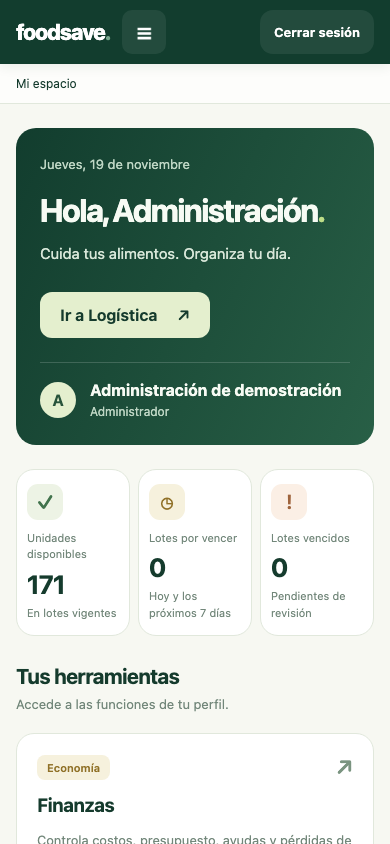 foodsave.
Cerrar sesión
Mi espacio
Jueves, 19 de noviembre
Hola, Administración.
Cuida tus alimentos. Organiza tu día.
Ir a Logística
A
Administración de demostración
Administrador
Unidades
disponibles
171
En lotes vigentes
Lotes por vencer
0
Hoy y los
próximos 7 días
!
Lotes vencidos
0
Pendientes de
revisión
Tus herramientas
Accede a las funciones de tu perfil.
Economía
Finanzas
Controla costos, presupuesto, ayudas y pérdidas de